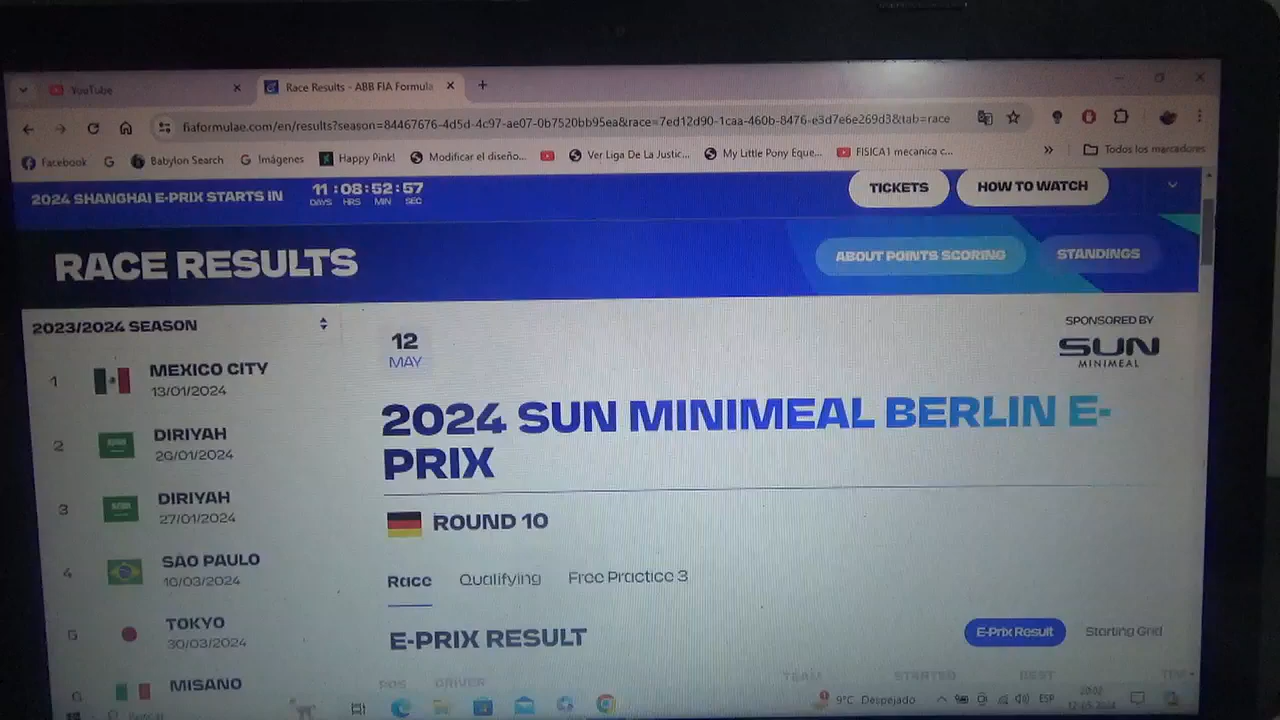 YouTube
Race Results - ABB FIA Formula
fiaformulae.com/en/results?season=84467676-4d5d-4c97-ae07-0b7520bb95ea&race=7ed12d90-1caa-460b-8476-e3d7e6e269d3&tab=race
Facebook
Babylon Search
Imágenes
Happy Pink!
Modificar el diseño...
Ver Liga De La Justic...
My Little Pony Eque...
FISICA1 mecanica c...
Todos los marcadores
2024 SHANGHAI E-PRIX STARTS IN
11 : 08 : 52 : 57
DAYS HRS MIN SEC
TICKETS
HOW TO WATCH
RACE RESULTS
ABOUT POINTS SCORING
STANDINGS
2023/2024 SEASON
1
MEXICO CITY
13/01/2024
2
DIRIYAH
26/01/2024
3
DIRIYAH
27/01/2024
4
SAO PAULO
16/03/2024
5
TOKYO
30/03/2024
6
MISANO
12
MAY
SPONSORED BY
SUN
MINIMEAL
2024 SUN MINIMEAL BERLIN E-
PRIX
ROUND 10
Race Qualifying Free Practice 3
E-PRIX RESULT
E-Prix Result
Starting Grid
POS DRIVER TEAM STARTED BEST
9°C Despejado
ESP
20:02
12-05-2024